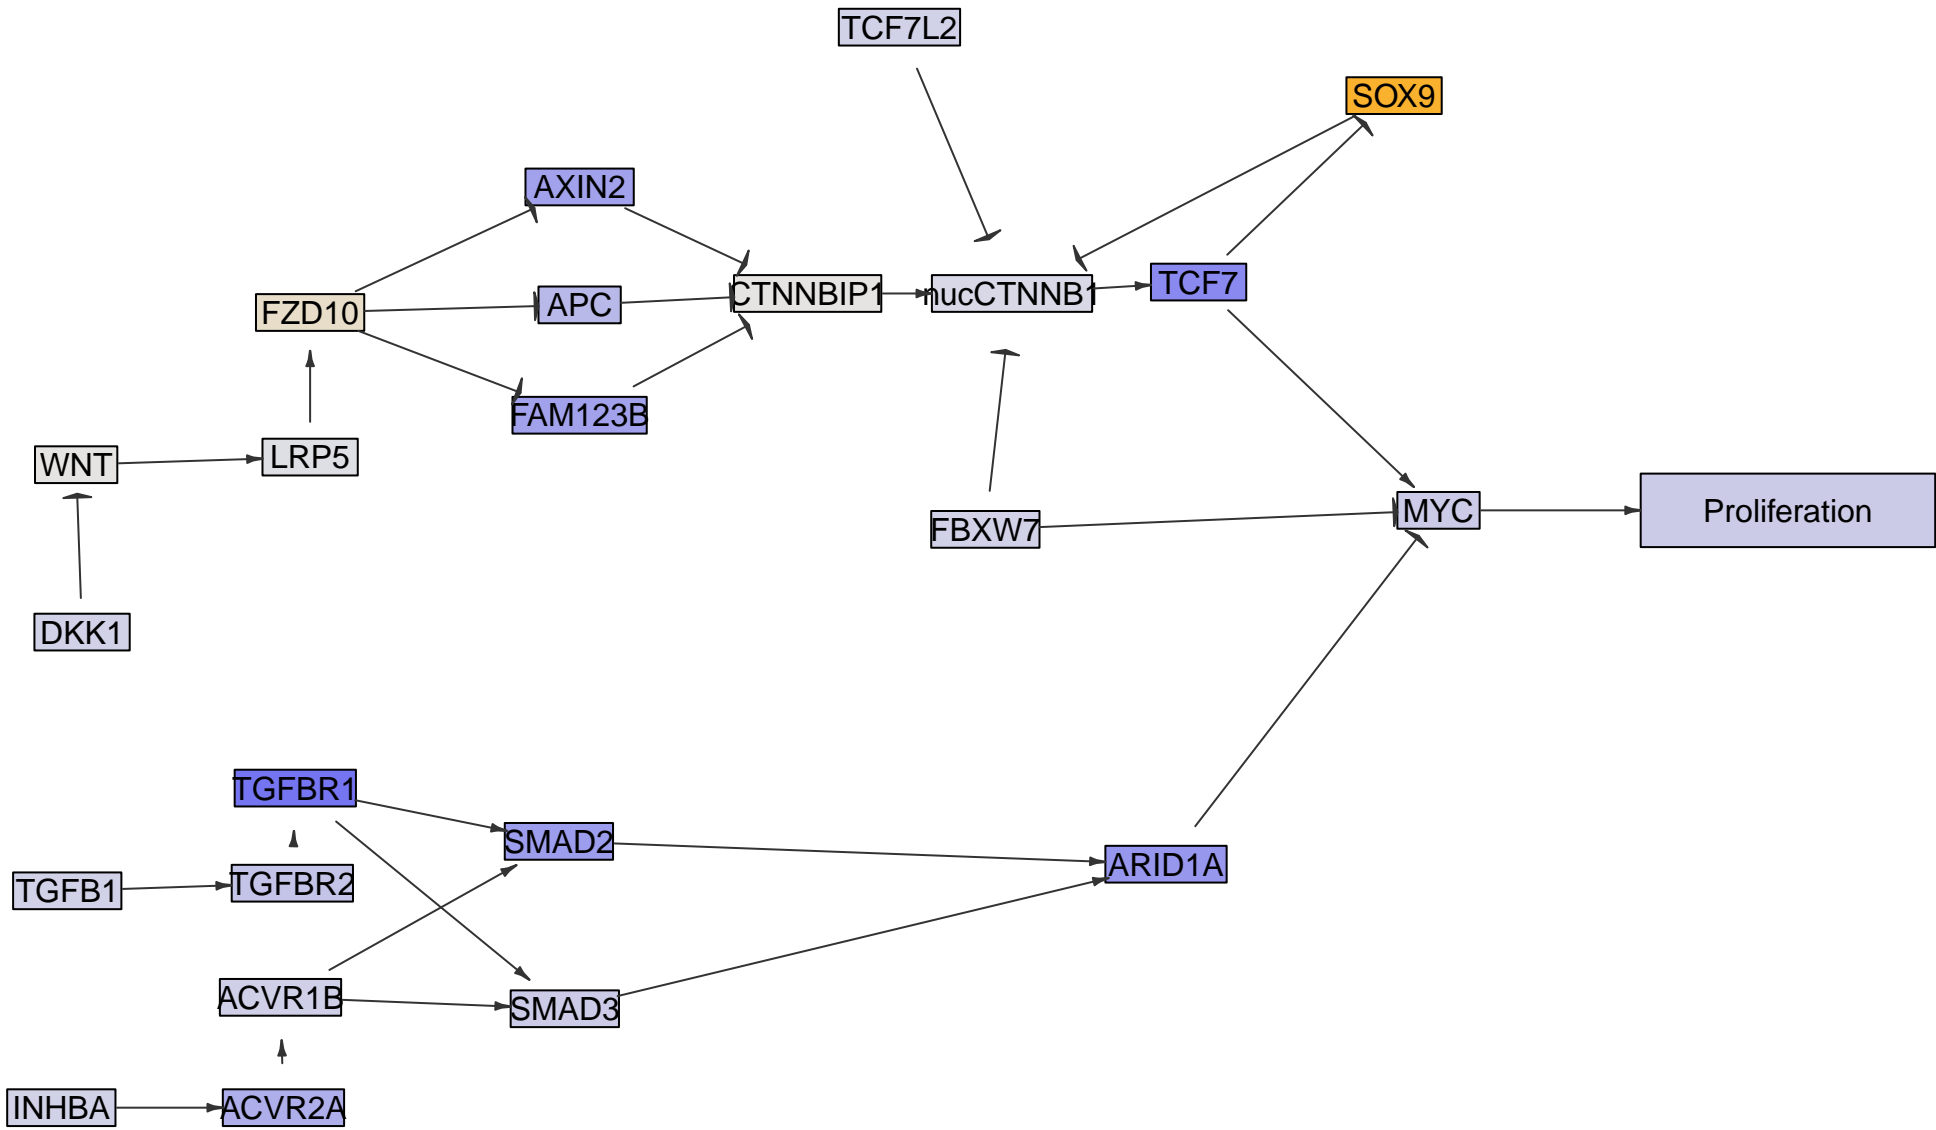 TCF7L2
SOX9
AXIN2
FZD10
APC
CTNNBIP1
nucCTNNB1
TCF7
FAM123B
WNT
LRP5
FBXW7
MYC
Proliferation
DKK1
TGFBR1
SMAD2
ARID1A
TGFB1
TGFBR2
ACVR1B
SMAD3
INHBA
ACVR2A